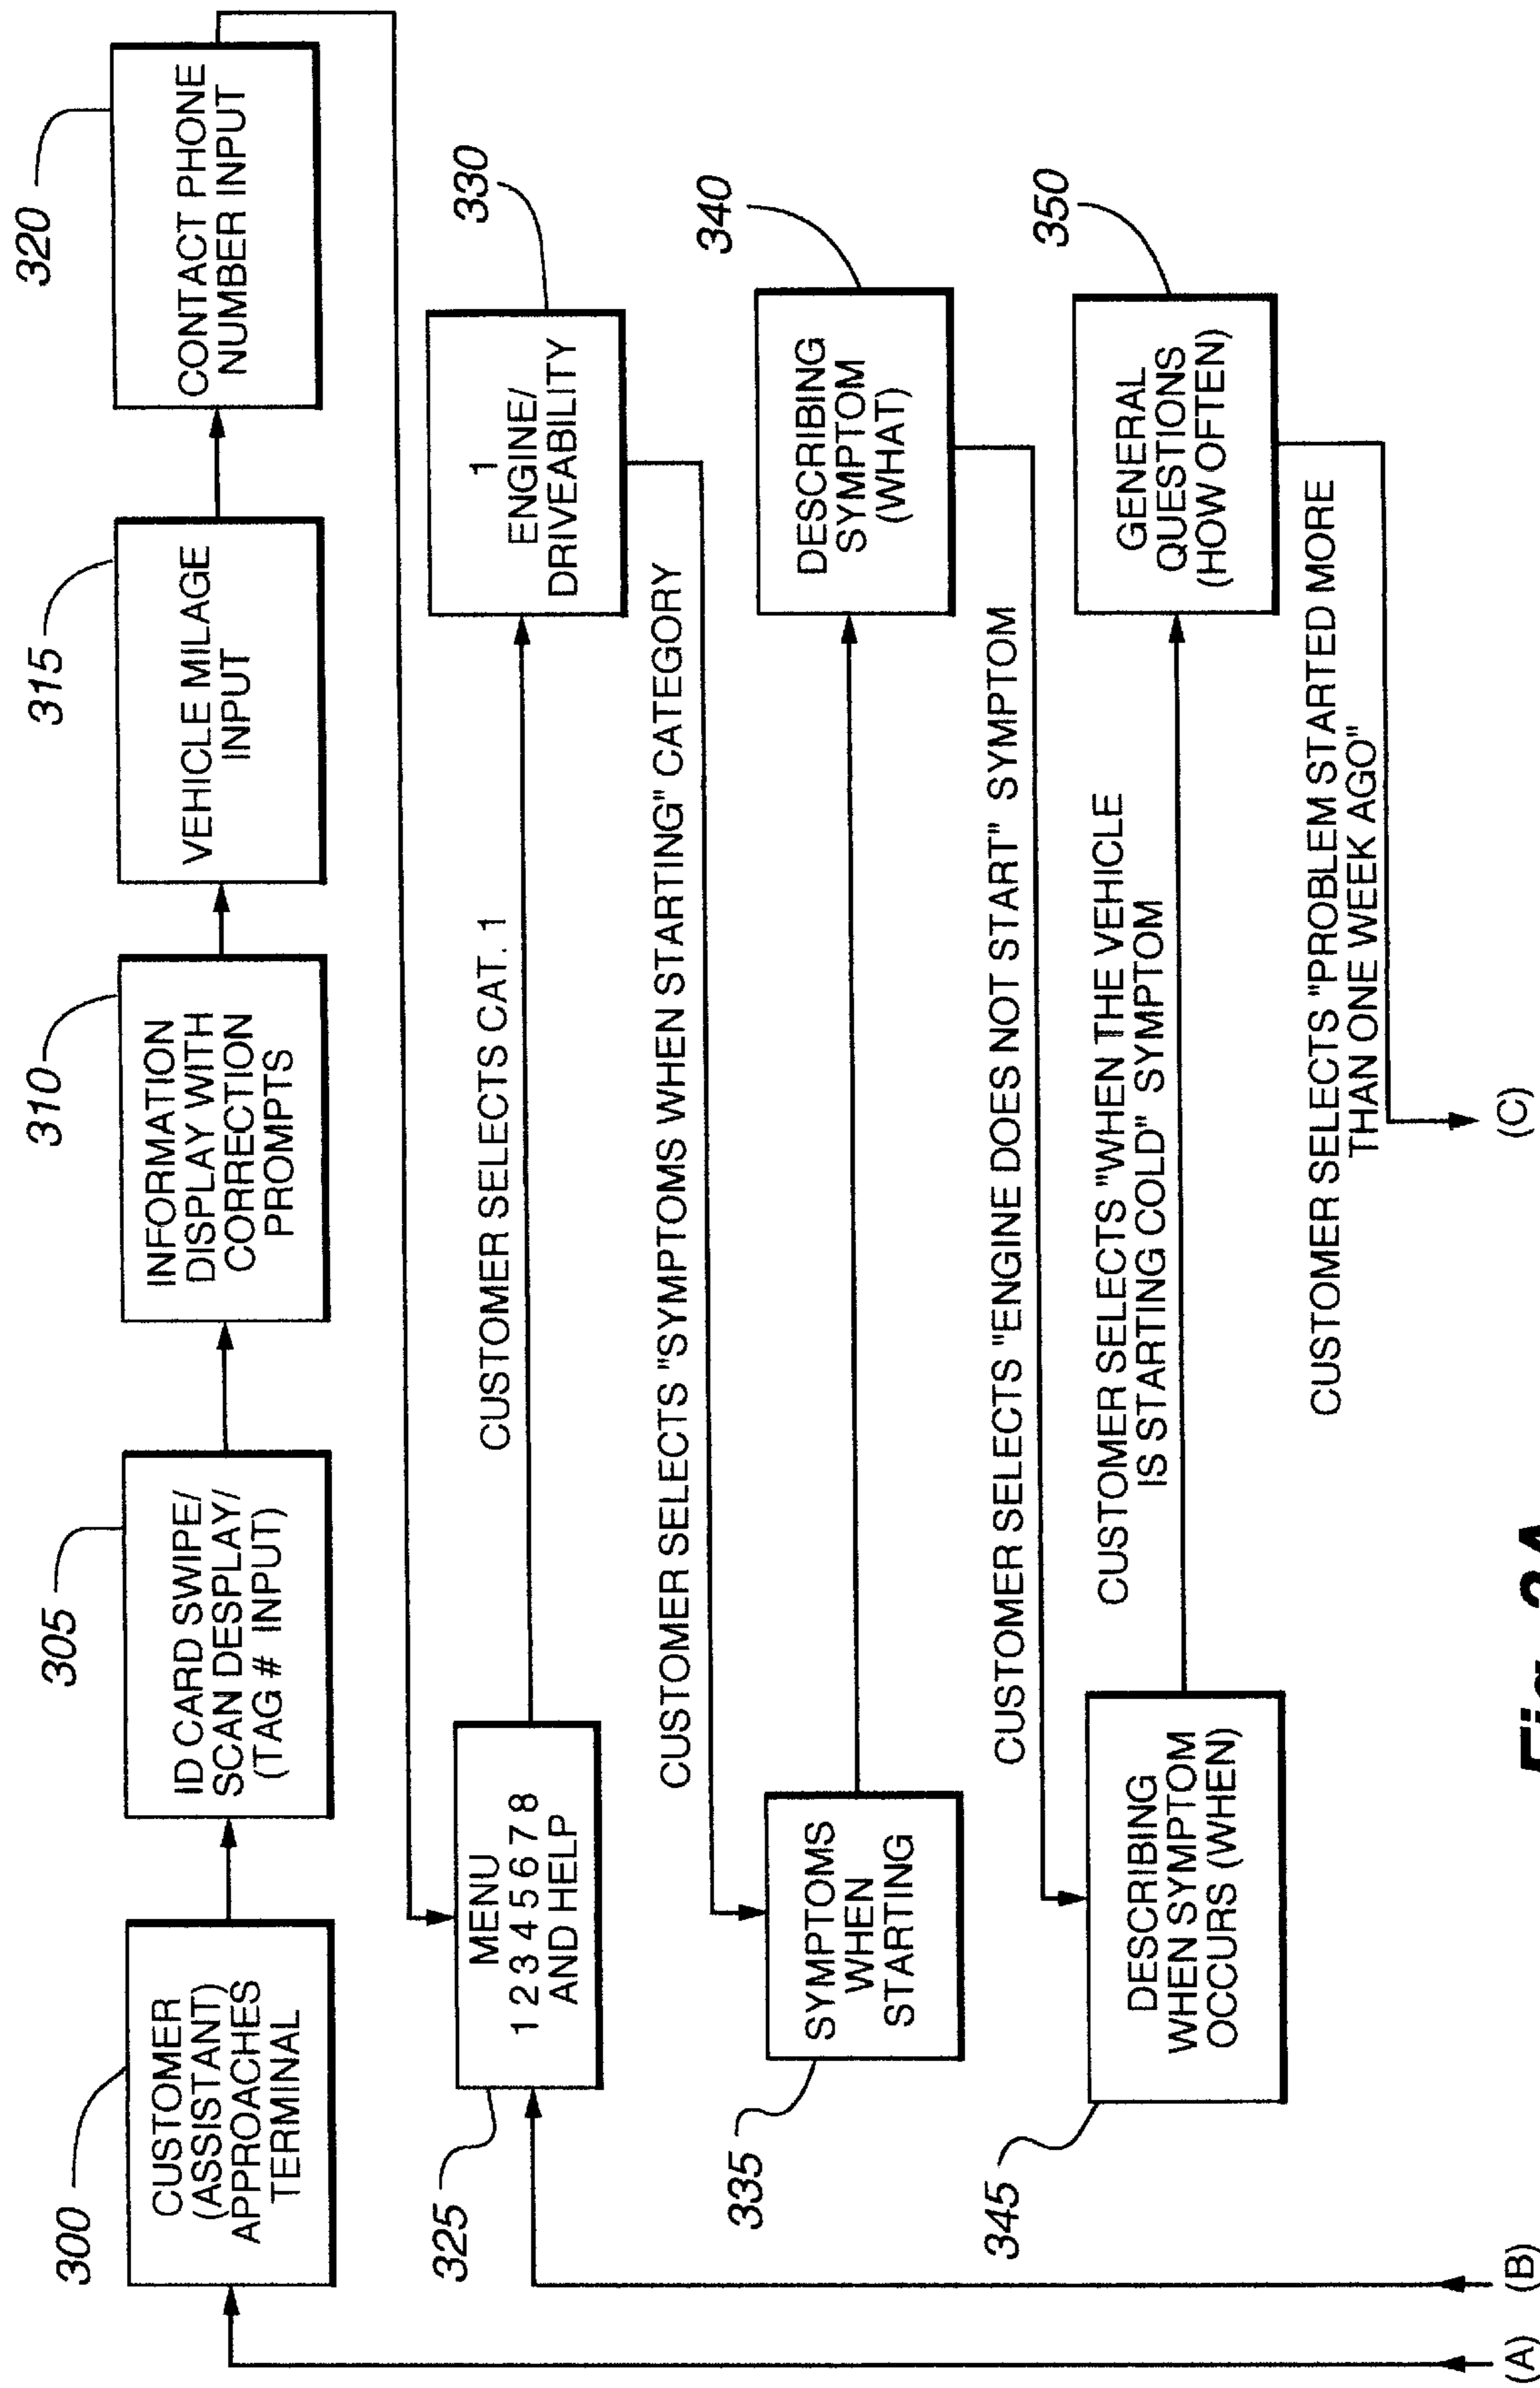 300
CUSTOMER
(ASSISTANT)
APPROACHES
TERMINAL
305
ID CARD SWIPE/
SCAN DISPLAY/
(TAG # INPUT)
310
INFORMATION
DISPLAY WITH
CORRECTION
PROMPTS
315
VEHICLE MILAGE
INPUT
320
CONTACT PHONE
NUMBER INPUT
325
MENU
1 2 3 4 5 6 7 8
AND HELP
CUSTOMER SELECTS CAT. 1
330
1
ENGINE/
DRIVEABILITY
CUSTOMER SELECTS "SYMPTOMS WHEN STARTING" CATEGORY
335
SYMPTOMS
WHEN
STARTING
340
DESCRIBING
SYMPTOM
(WHAT)
CUSTOMER SELECTS "ENGINE DOES NOT START" SYMPTOM
345
DESCRIBING
WHEN SYMPTOM
OCCURS (WHEN)
CUSTOMER SELECTS "WHEN THE VEHICLE
IS STARTING COLD" SYMPTOM
350
GENERAL
QUESTIONS
(HOW OFTEN)
CUSTOMER SELECTS "PROBLEM STARTED MORE
THAN ONE WEEK AGO"
(A)
(B)
(C)